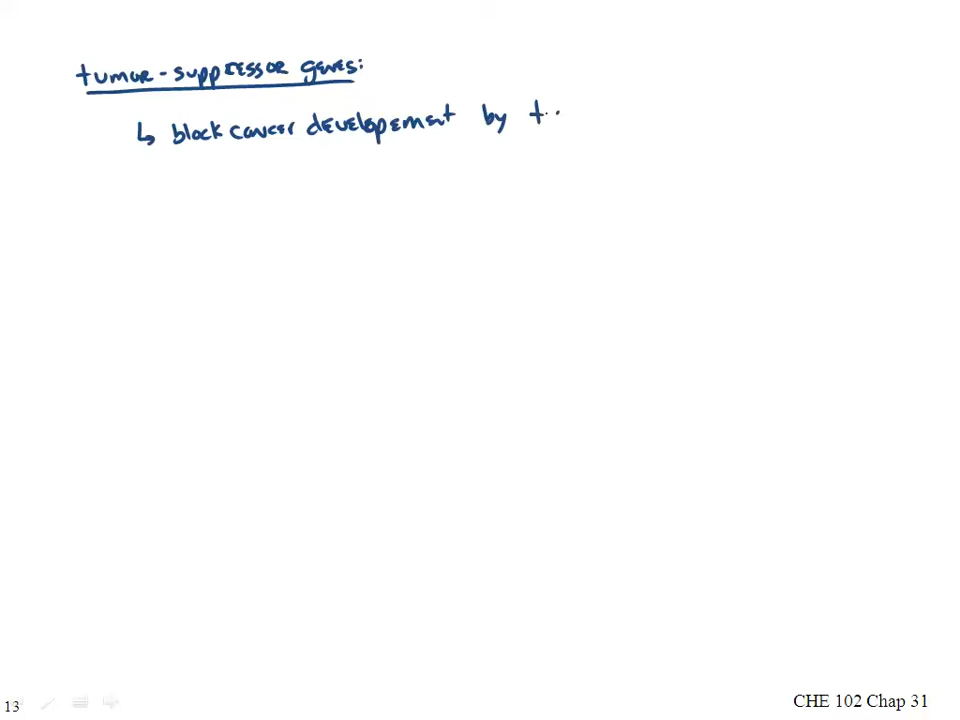 tumor-suppressor genes:
↳ block cancer developement by t
13
CHE 102 Chap 31